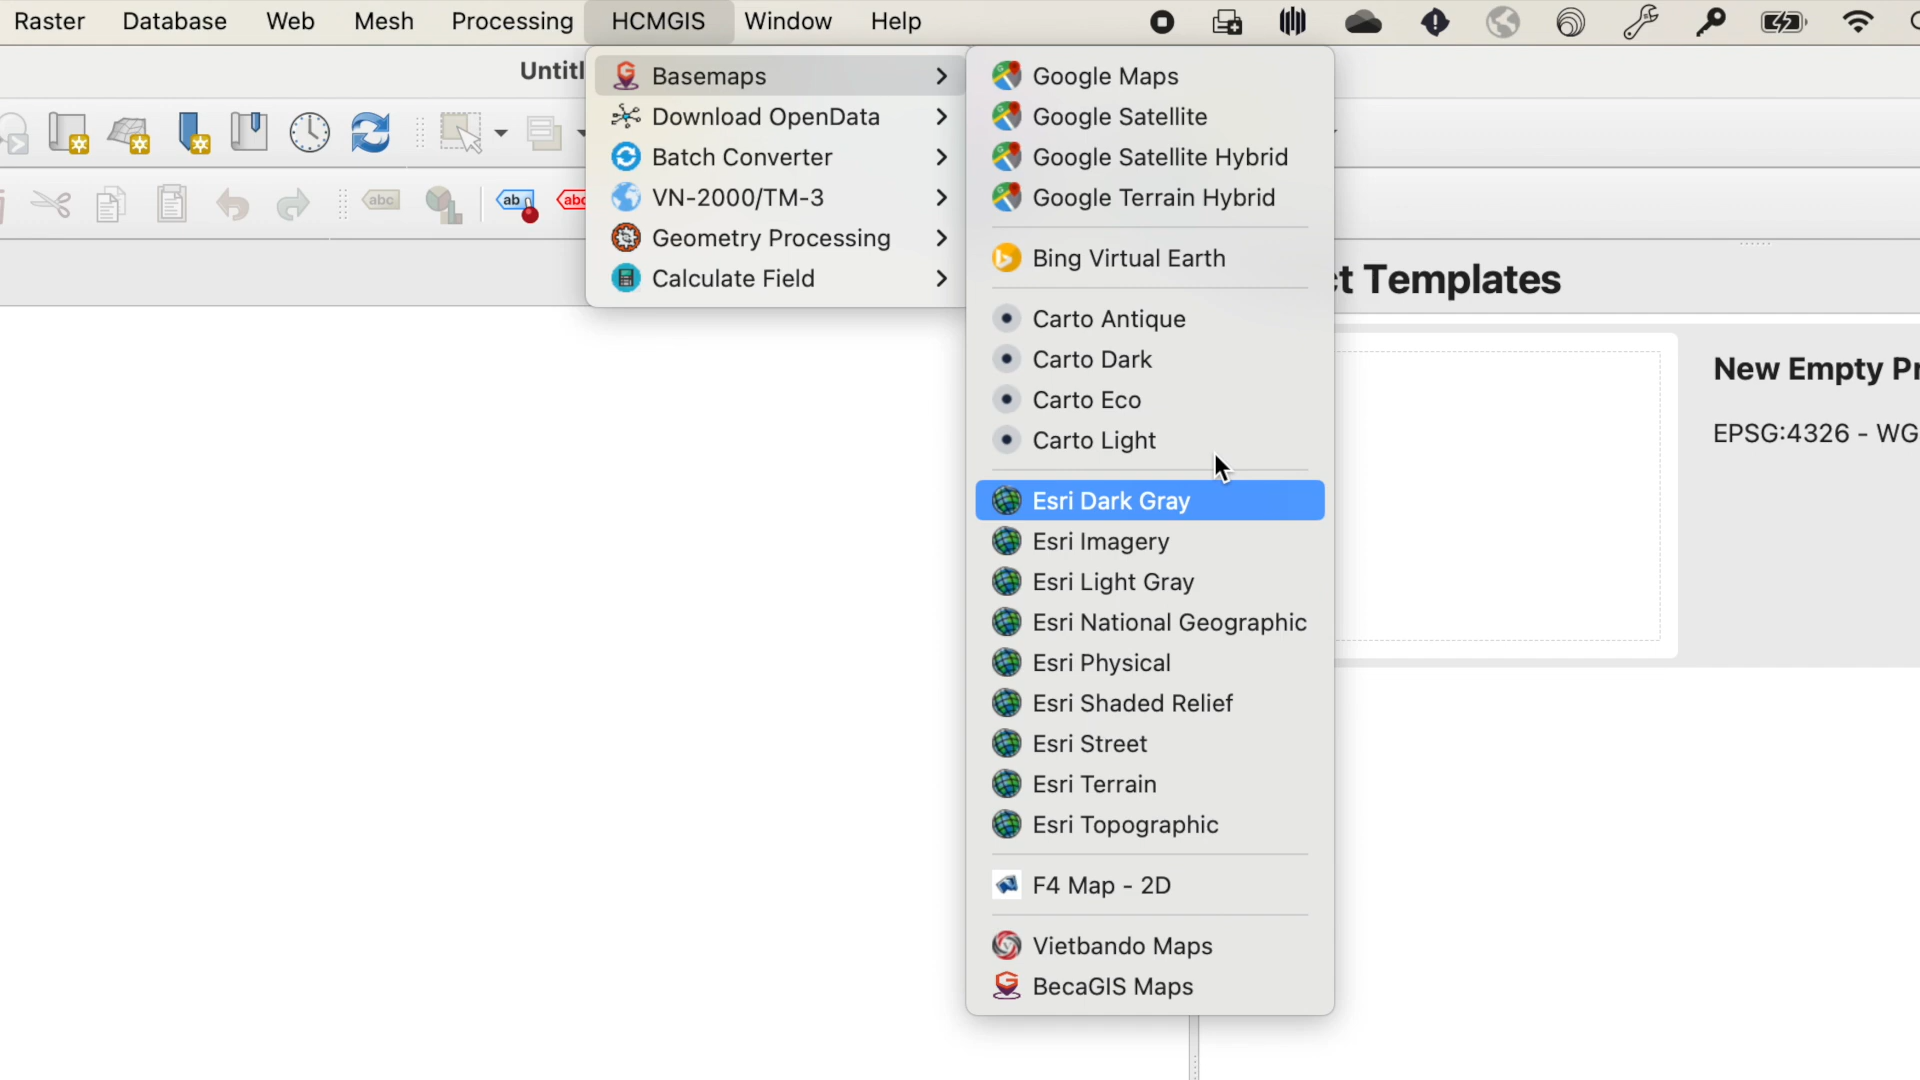 Raster Database Web Mesh Processing HCMGIS Window Help
Untitl
Basemaps
Download OpenData
Batch Converter
VN-2000/TM-3
Geometry Processing
Calculate Field
Google Maps
Google Satellite
Google Satellite Hybrid
Google Terrain Hybrid
Bing Virtual Earth
Carto Antique
Carto Dark
Carto Eco
Carto Light
Esri Dark Gray
Esri Imagery
Esri Light Gray
Esri National Geographic
Esri Physical
Esri Shaded Relief
Esri Street
Esri Terrain
Esri Topographic
F4 Map - 2D
Vietbando Maps
BecaGIS Maps
abc
ab
abc
ct Templates
New Empty Pr
EPSG:4326 - WG